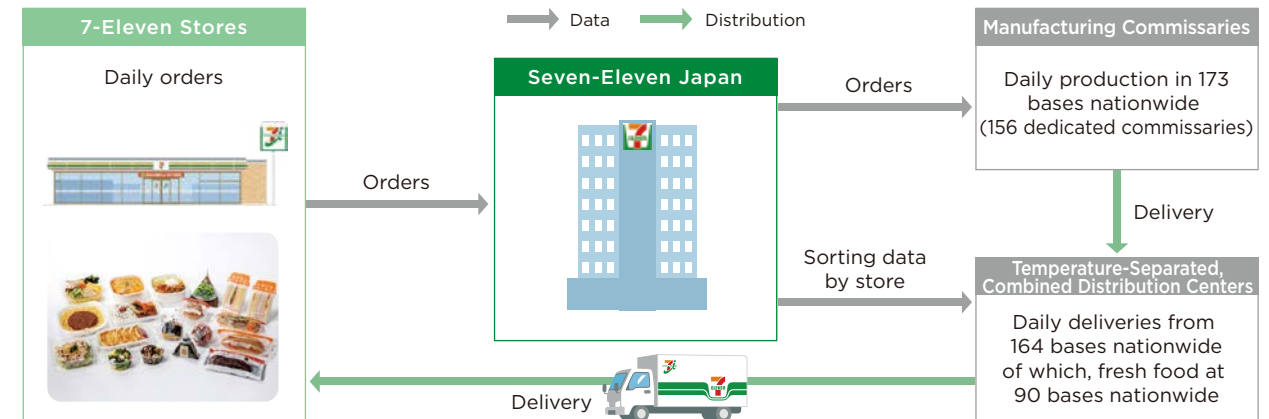 Data
Distribution
7-Eleven Stores
Daily orders
Orders
Seven-Eleven Japan
Orders
Manufacturing Commissaries
Daily production in 173
bases nationwide
(156 dedicated commissaries)
Delivery
Sorting data
by store
Temperature-Separated,
Combined Distribution Centers
Daily deliveries from
164 bases nationwide
of which, fresh food at
90 bases nationwide
Delivery